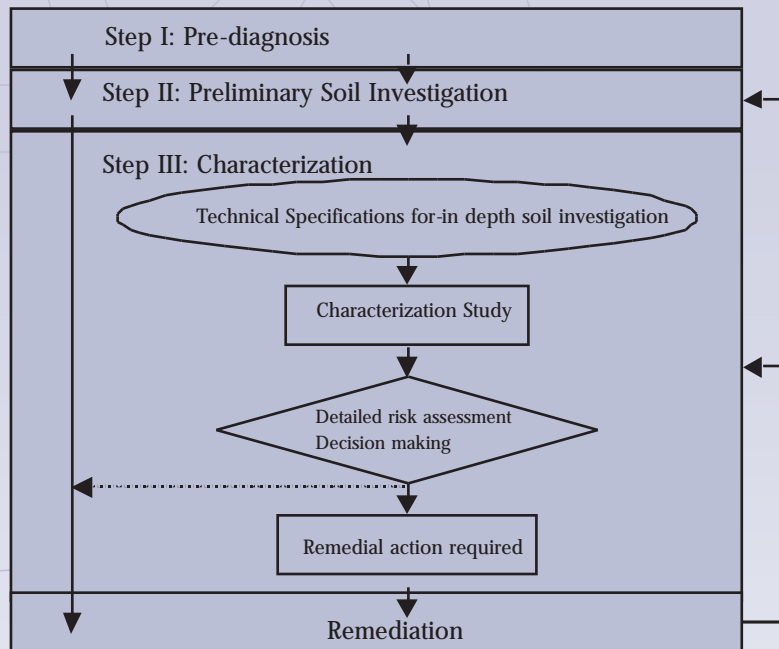 Step I: Pre-diagnosis
Step II: Preliminary Soil Investigation
Step III: Characterization
Technical Specifications for-in depth soil investigation
Characterization Study
Detailed risk assessment
Decision making
Remedial action required
Remediation